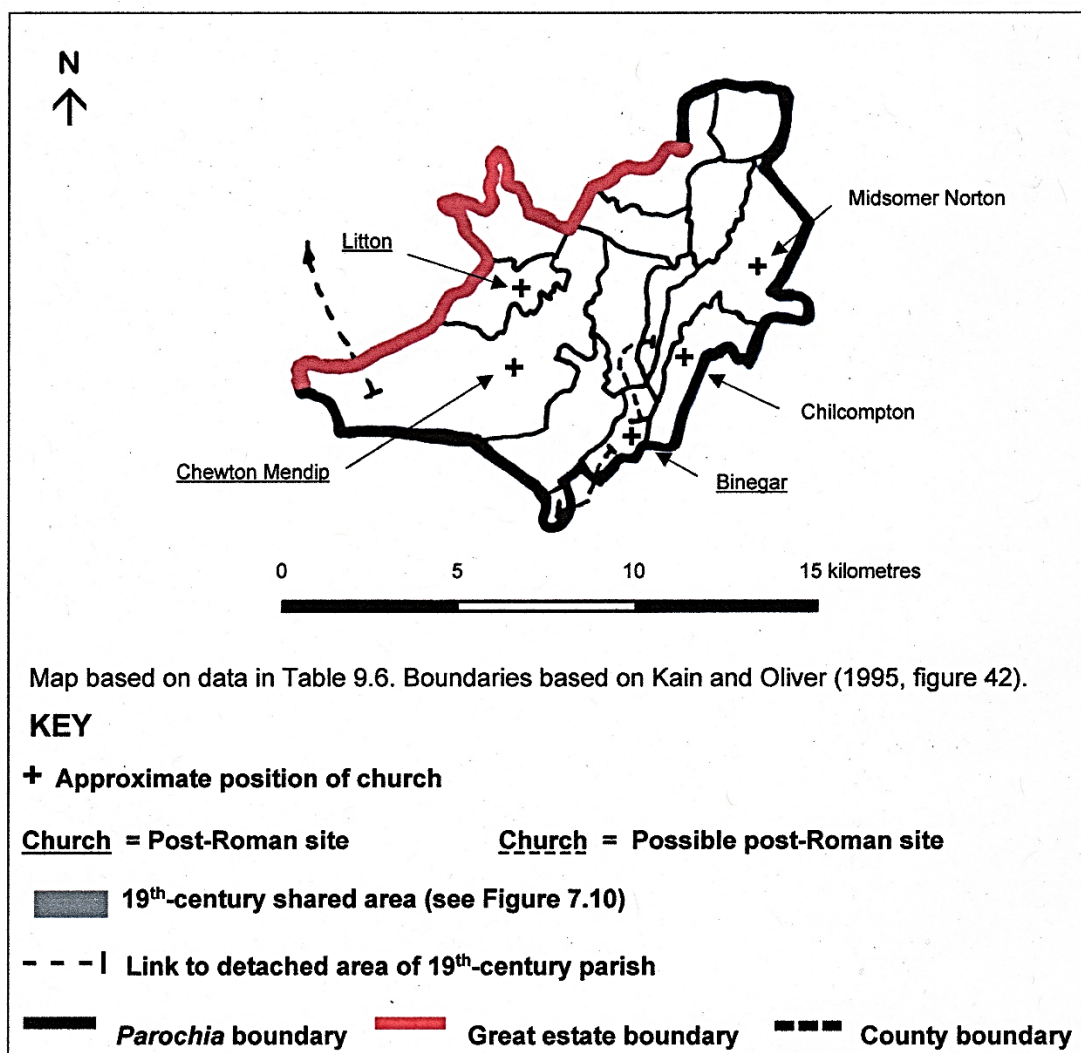 N
Midsomer Norton
Litton
Chilcompton
Chewton Mendip
Binegar
0 5 10 15 kilometres
Map based on data in Table 9.6. Boundaries based on Kain and Oliver (1995, figure 42).
KEY
+ Approximate position of church
Church = Post-Roman site Church = Possible post-Roman site
19th-century shared area (see Figure 7.10)
Link to detached area of 19th-century parish
Parochia boundary Great estate boundary County boundary